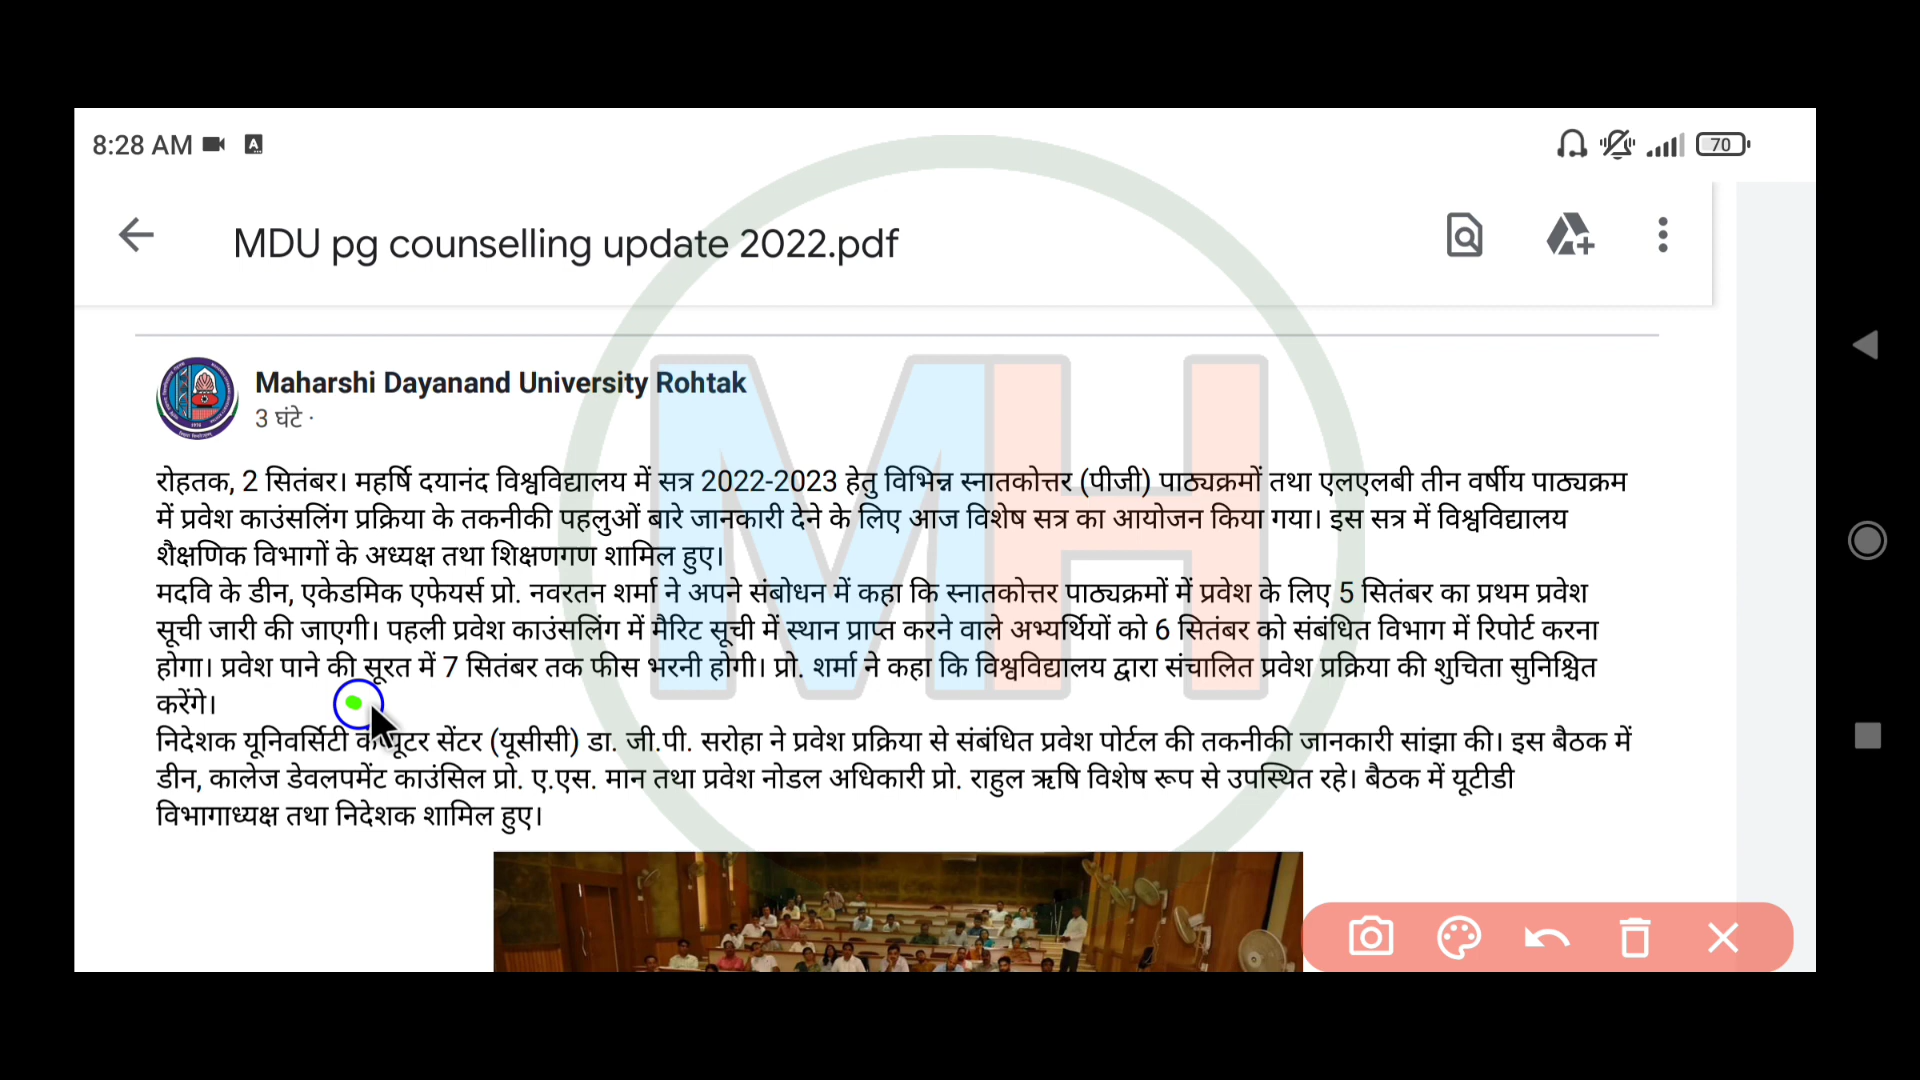 8:28 AM
70
MDU pg counselling update 2022.pdf
Maharshi Dayanand University Rohtak
3 घंटे ·
रोहतक, 2 सितंबर। महर्षि दयानंद विश्वविद्यालय में सत्र 2022-2023 हेतु विभिन्न स्नातकोत्तर (पीजी) पाठ्यक्रमों तथा एलएलबी तीन वर्षीय पाठ्यक्रम
में प्रवेश काउंसलिंग प्रक्रिया के तकनीकी पहलुओं बारे जानकारी देने के लिए आज विशेष सत्र का आयोजन किया गया। इस सत्र में विश्वविद्यालय
शैक्षणिक विभागों के अध्यक्ष तथा शिक्षणगण शामिल हुए।
मदवि के डीन, एकेडमिक एफेयर्स प्रो. नवरतन शर्मा ने अपने संबोधन में कहा कि स्नातकोत्तर पाठ्यक्रमों में प्रवेश के लिए 5 सितंबर का प्रथम प्रवेश
सूची जारी की जाएगी। पहली प्रवेश काउंसलिंग में मैरिट सूची में स्थान प्राप्त करने वाले अभ्यर्थियों को 6 सितंबर को संबंधित विभाग में रिपोर्ट करना
होगा। प्रवेश पाने की सूरत में 7 सितंबर तक फीस भरनी होगी। प्रो. शर्मा ने कहा कि विश्वविद्यालय द्वारा संचालित प्रवेश प्रक्रिया की शुचिता सुनिश्चित
करेंगे।
निदेशक यूनिवर्सिटी सेंटर (यूसीसी) डा. जी.पी. सरोहा ने प्रवेश प्रक्रिया से संबंधित प्रवेश पोर्टल की तकनीकी जानकारी सांझा की। इस बैठक में
डीन, कालेज डेवलपमेंट काउंसिल प्रो. ए.एस. मान तथा प्रवेश नोडल अधिकारी प्रो. राहुल ऋषि विशेष रूप से उपस्थित रहे। बैठक में यूटीडी
विभागाध्यक्ष तथा निदेशक शामिल हुए।
MH